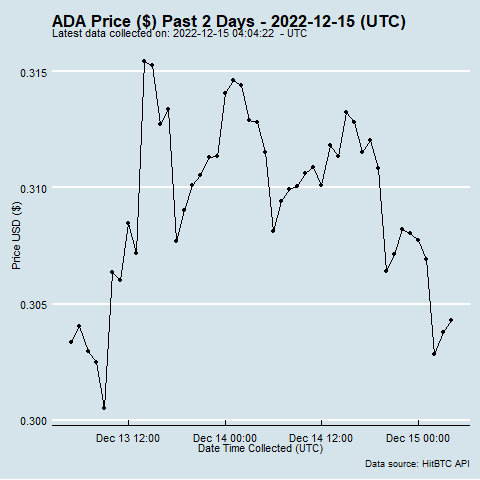 ADA Price ($) Past 2 Days - 2022-12-15 (UTC)
Latest data collected on: 2022-12-15 04:04:22  - UTC
0.315
0.310
0.305
0.300
Price USD ($)
Dec 13 12:00 Dec 14 00:00 Dec 14 12:00 Dec 15 00:00
Date Time Collected (UTC)
Data source: HitBTC API